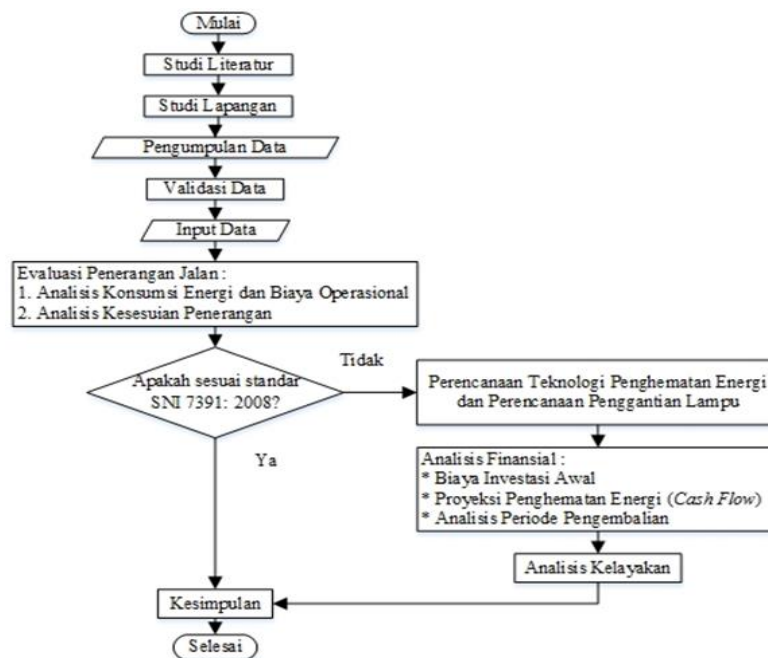 Mulai
Studi Literatur
Studi Lapangan
Pengumpulan Data
Validasi Data
Input Data
Evaluasi Penerangan Jalan :
1. Analisis Konsumsi Energi dan Biaya Operasional
2. Analisis Kesesuian Penerangan
Apakah sesuai standar
SNI 7391: 2008?
Tidak
Perencanaan Teknologi Penghematan Energi
dan Perencanaan Penggantian Lampu
Ya
Analisis Finansial :
* Biaya Investasi Awal
* Proyeksi Penghematan Energi (Cash Flow)
* Analisis Periode Pengembalian
Analisis Kelayakan
Kesimpulan
Selesai